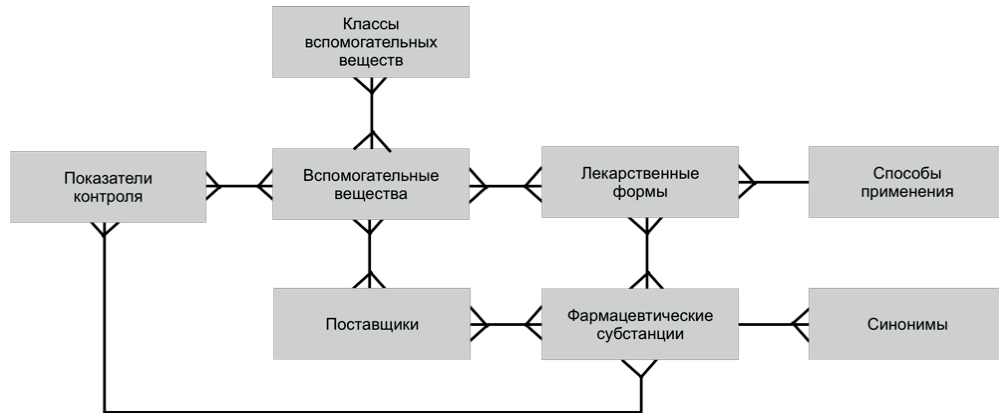 Классы
вспомогательных
веществ
Показатели
контроля
Вспомогательные
вещества
Лекарственные
формы
Способы
применения
Поставщики
Фармацевтические
субстанции
Синонимы